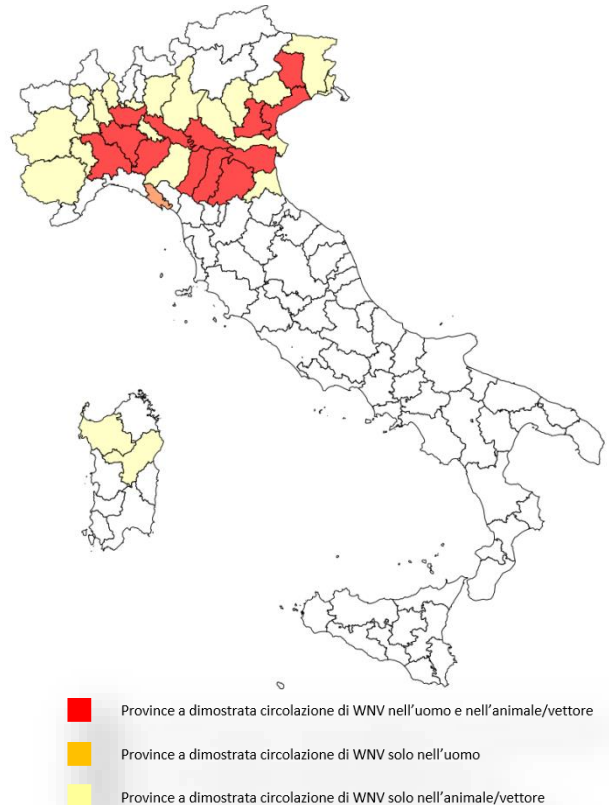 Province a dimostrata circolazione di WNV nell'uomo e nell'animale/vettore
Province a dimostrata circolazione di WNV solo nell'uomo
Province a dimostrata circolazione di WNV solo nell'animale/vettore